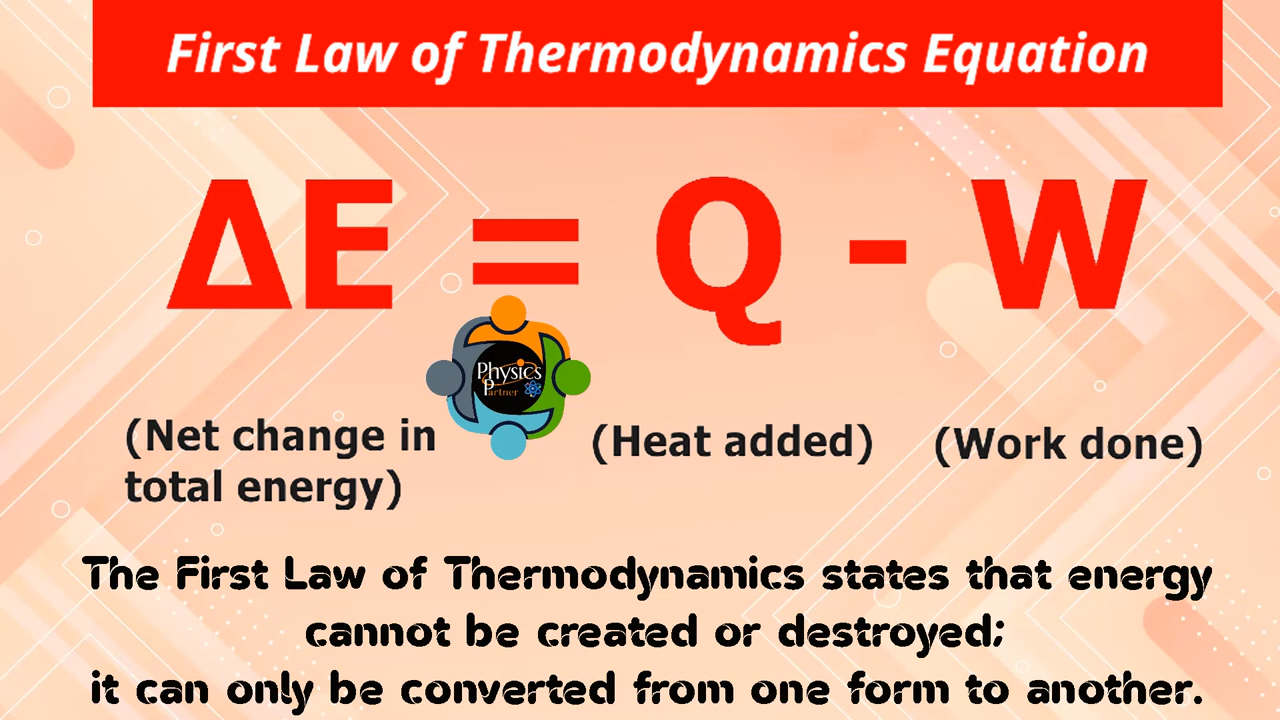 First Law of Thermodynamics Equation
ΔE = Q - W
Physics
Partner
(Net change in
total energy)
(Heat added)
(Work done)
The First Law of Thermodynamics states that energy
cannot be created or destroyed;
it can only be converted from one form to another.